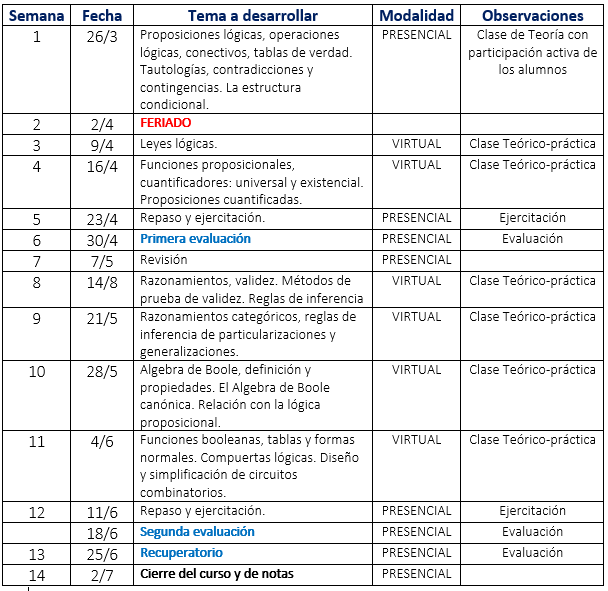 Semana Fecha Tema a desarrollar Modalidad Observaciones
1 26/3 Proposiciones lógicas, operaciones PRESENCIAL Clase de Teoría con
lógicas, conectivos, tablas de verdad. participación activa de
Tautologías, contradicciones y los alumnos
contingencias. La estructura
condicional.
2 2/4 FERIADO
3 9/4 Leyes lógicas. VIRTUAL Clase Teórico-práctica
4 16/4 Funciones proposicionales, VIRTUAL Clase Teórico-práctica
cuantificadores: universal y existencial.
Proposiciones cuantificadas.
5 23/4 Repaso y ejercitación. PRESENCIAL Ejercitación
6 30/4 Primera evaluación PRESENCIAL Evaluación
7 7/5 Revisión PRESENCIAL
8 14/8 Razonamientos, validez. Métodos de VIRTUAL Clase Teórico-práctica
prueba de validez. Reglas de inferencia
9 21/5 Razonamientos categóricos, reglas de VIRTUAL Clase Teórico-práctica
inferencia de particularizaciones y
generalizaciones.
10 28/5 Algebra de Boole, definición y VIRTUAL Clase Teórico-práctica
propiedades. El Algebra de Boole
canónica. Relación con la lógica
proposicional.
11 4/6 Funciones booleanas, tablas y formas VIRTUAL Clase Teórico-práctica
normales. Compuertas lógicas. Diseño
y simplificación de circuitos
combinatorios.
12 11/6 Repaso y ejercitación. PRESENCIAL Ejercitación
18/6 Segunda evaluación PRESENCIAL Evaluación
13 25/6 Recuperatorio PRESENCIAL Evaluación
14 2/7 Cierre del curso y de notas PRESENCIAL